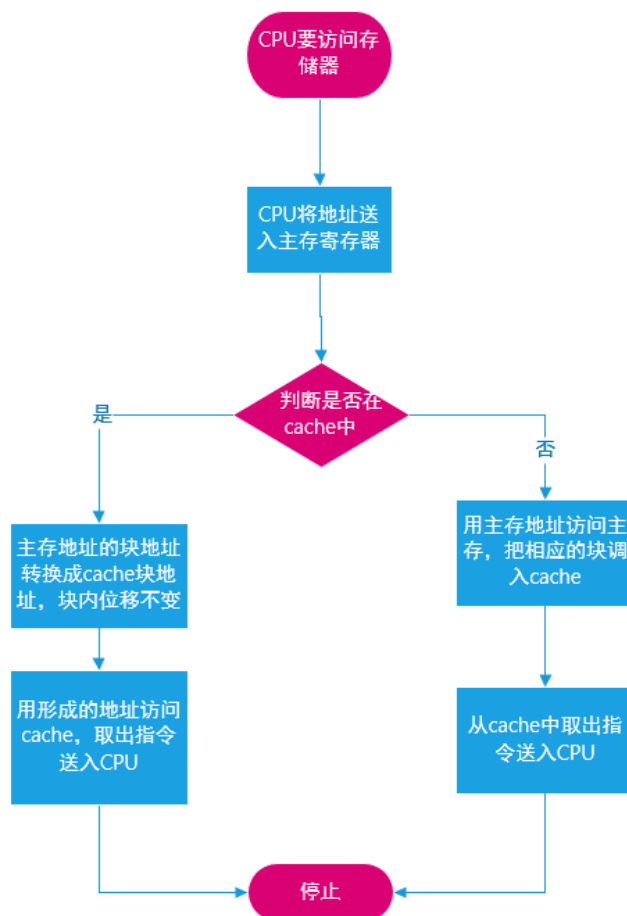 CPU要访问存
储器
CPU将地址送
入主存寄存器
判断是否在
cache中
是
否
主存地址的块地址
转换成cache块地
址，块内位移不变
用主存地址访问主
存，把相应的块调
入cache
用形成的地址访问
cache，取出指令
送入CPU
从cache中取出指
令送入CPU
停止